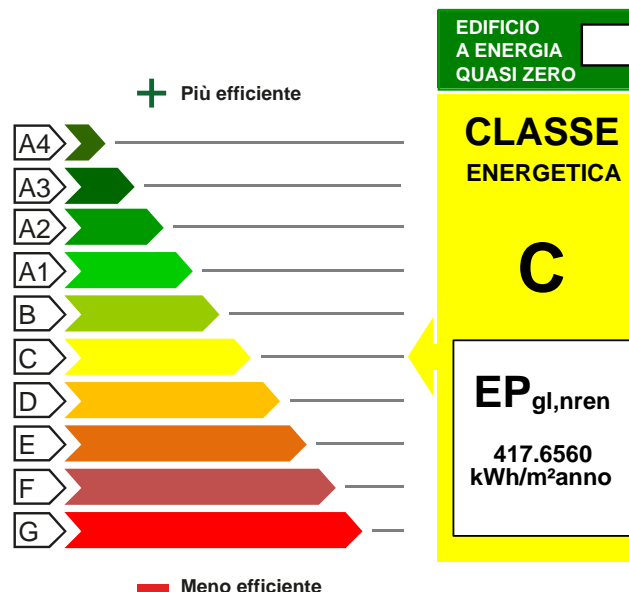 EDIFICIO
A ENERGIA
QUASI ZERO
Più efficiente
CLASSE
ENERGETICA
C
A4
A3
A2
A1
B
C
D
E
F
G
EPgl,nren
417.6560
kWh/m²anno
Meno efficiente